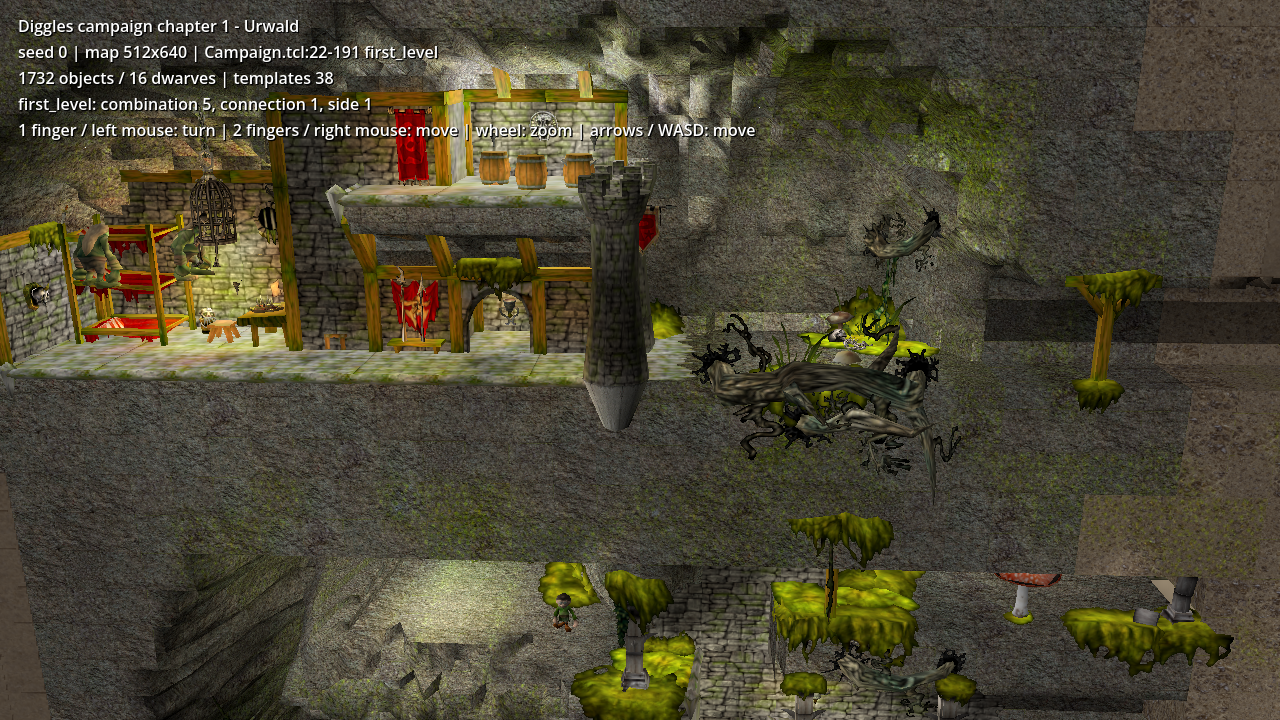 Diggles campaign chapter 1 - Urwald
seed 0 | map 512x640 | Campaign.tcl:22-191 first_level
1732 objects / 16 dwarves | templates 38
first_level: combination 5, connection 1, side 1
1 finger / left mouse: turn | 2 fingers / right mouse: move | wheel: zoom | arrows / WASD: move